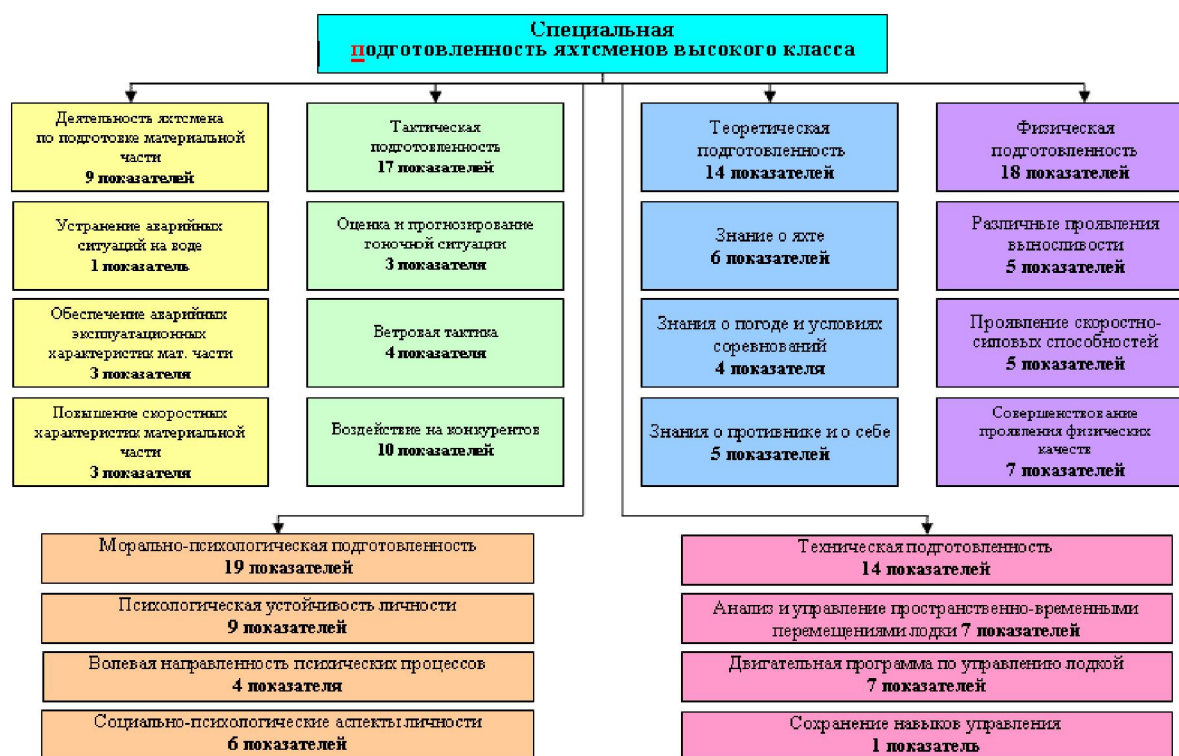 Специальная
подготовленность яхтсменов высокого класса
Деятельность яхтсмена
по подготовке материальной
части
9 показателей
Устранение аварийных
ситуаций на воде
1 показатель
Обеспечение аварийных
эксплуатационных
характеристик мат. части
3 показателя
Повышение скоростных
характеристик материальной
части
3 показателя
Тактическая
подготовленность
17 показателей
Оценка и прогнозирование
гоночной ситуации
3 показателя
Ветровая тактика
4 показателя
Воздействие на конкурентов
10 показателей
Теоретическая
подготовленность
14 показателей
Знание о яхте
6 показателей
Знания о погоде и условиях
соревнований
4 показателя
Знания о противнике и о себе
5 показателей
Физическая
подготовленность
18 показателей
Различные проявления
выносливости
5 показателей
Проявление скоростно-
силовых способностей
5 показателей
Совершенствование
проявления физических
качеств
7 показателей
Морально-психологическая подготовленность
19 показателей
Психологическая устойчивость личности
9 показателей
Волевая направленность психических процессов
4 показателя
Социально-психологические аспекты личности
6 показателей
Техническая подготовленность
14 показателей
Анализ и управление пространственно-временными
перемещениями лодки 7 показателей
Двигательная программа по управлению лодкой
7 показателей
Сохранение навыков управления
1 показатель